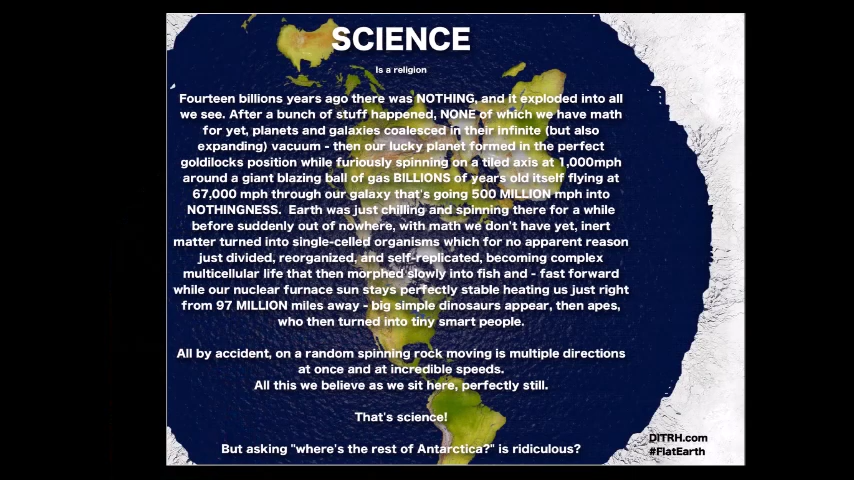 SCIENCE
Is a religion
Fourteen billions years ago there was NOTHING, and it exploded into all
we see. After a bunch of stuff happened, NONE of which we have math
for yet, planets and galaxies coalesced in their infinite (but also
expanding) vacuum - then our lucky planet formed in the perfect
goldilocks position while furiously spinning on a tiled axis at 1,000mph
around a giant blazing ball of gas BILLIONS of years old itself flying at
67,000 mph through our galaxy that's going 500 MILLION mph into
NOTHINGNESS. Earth was just chilling and spinning there for a while
before suddenly out of nowhere, with math we don't have yet, inert
matter turned into single-celled organisms which for no apparent reason
just divided, reorganized, and self-replicated, becoming complex
multicellular life that then morphed slowly into fish and - fast forward
while our nuclear furnace sun stays perfectly stable heating us just right
from 97 MILLION miles away - big simple dinosaurs appear, then apes,
who then turned into tiny smart people.
All by accident, on a random spinning rock moving is multiple directions
at once and at incredible speeds.
All this we believe as we sit here, perfectly still.
That's science!
But asking "where's the rest of Antarctica?" is ridiculous?
DITRH.com
#FlatEarth